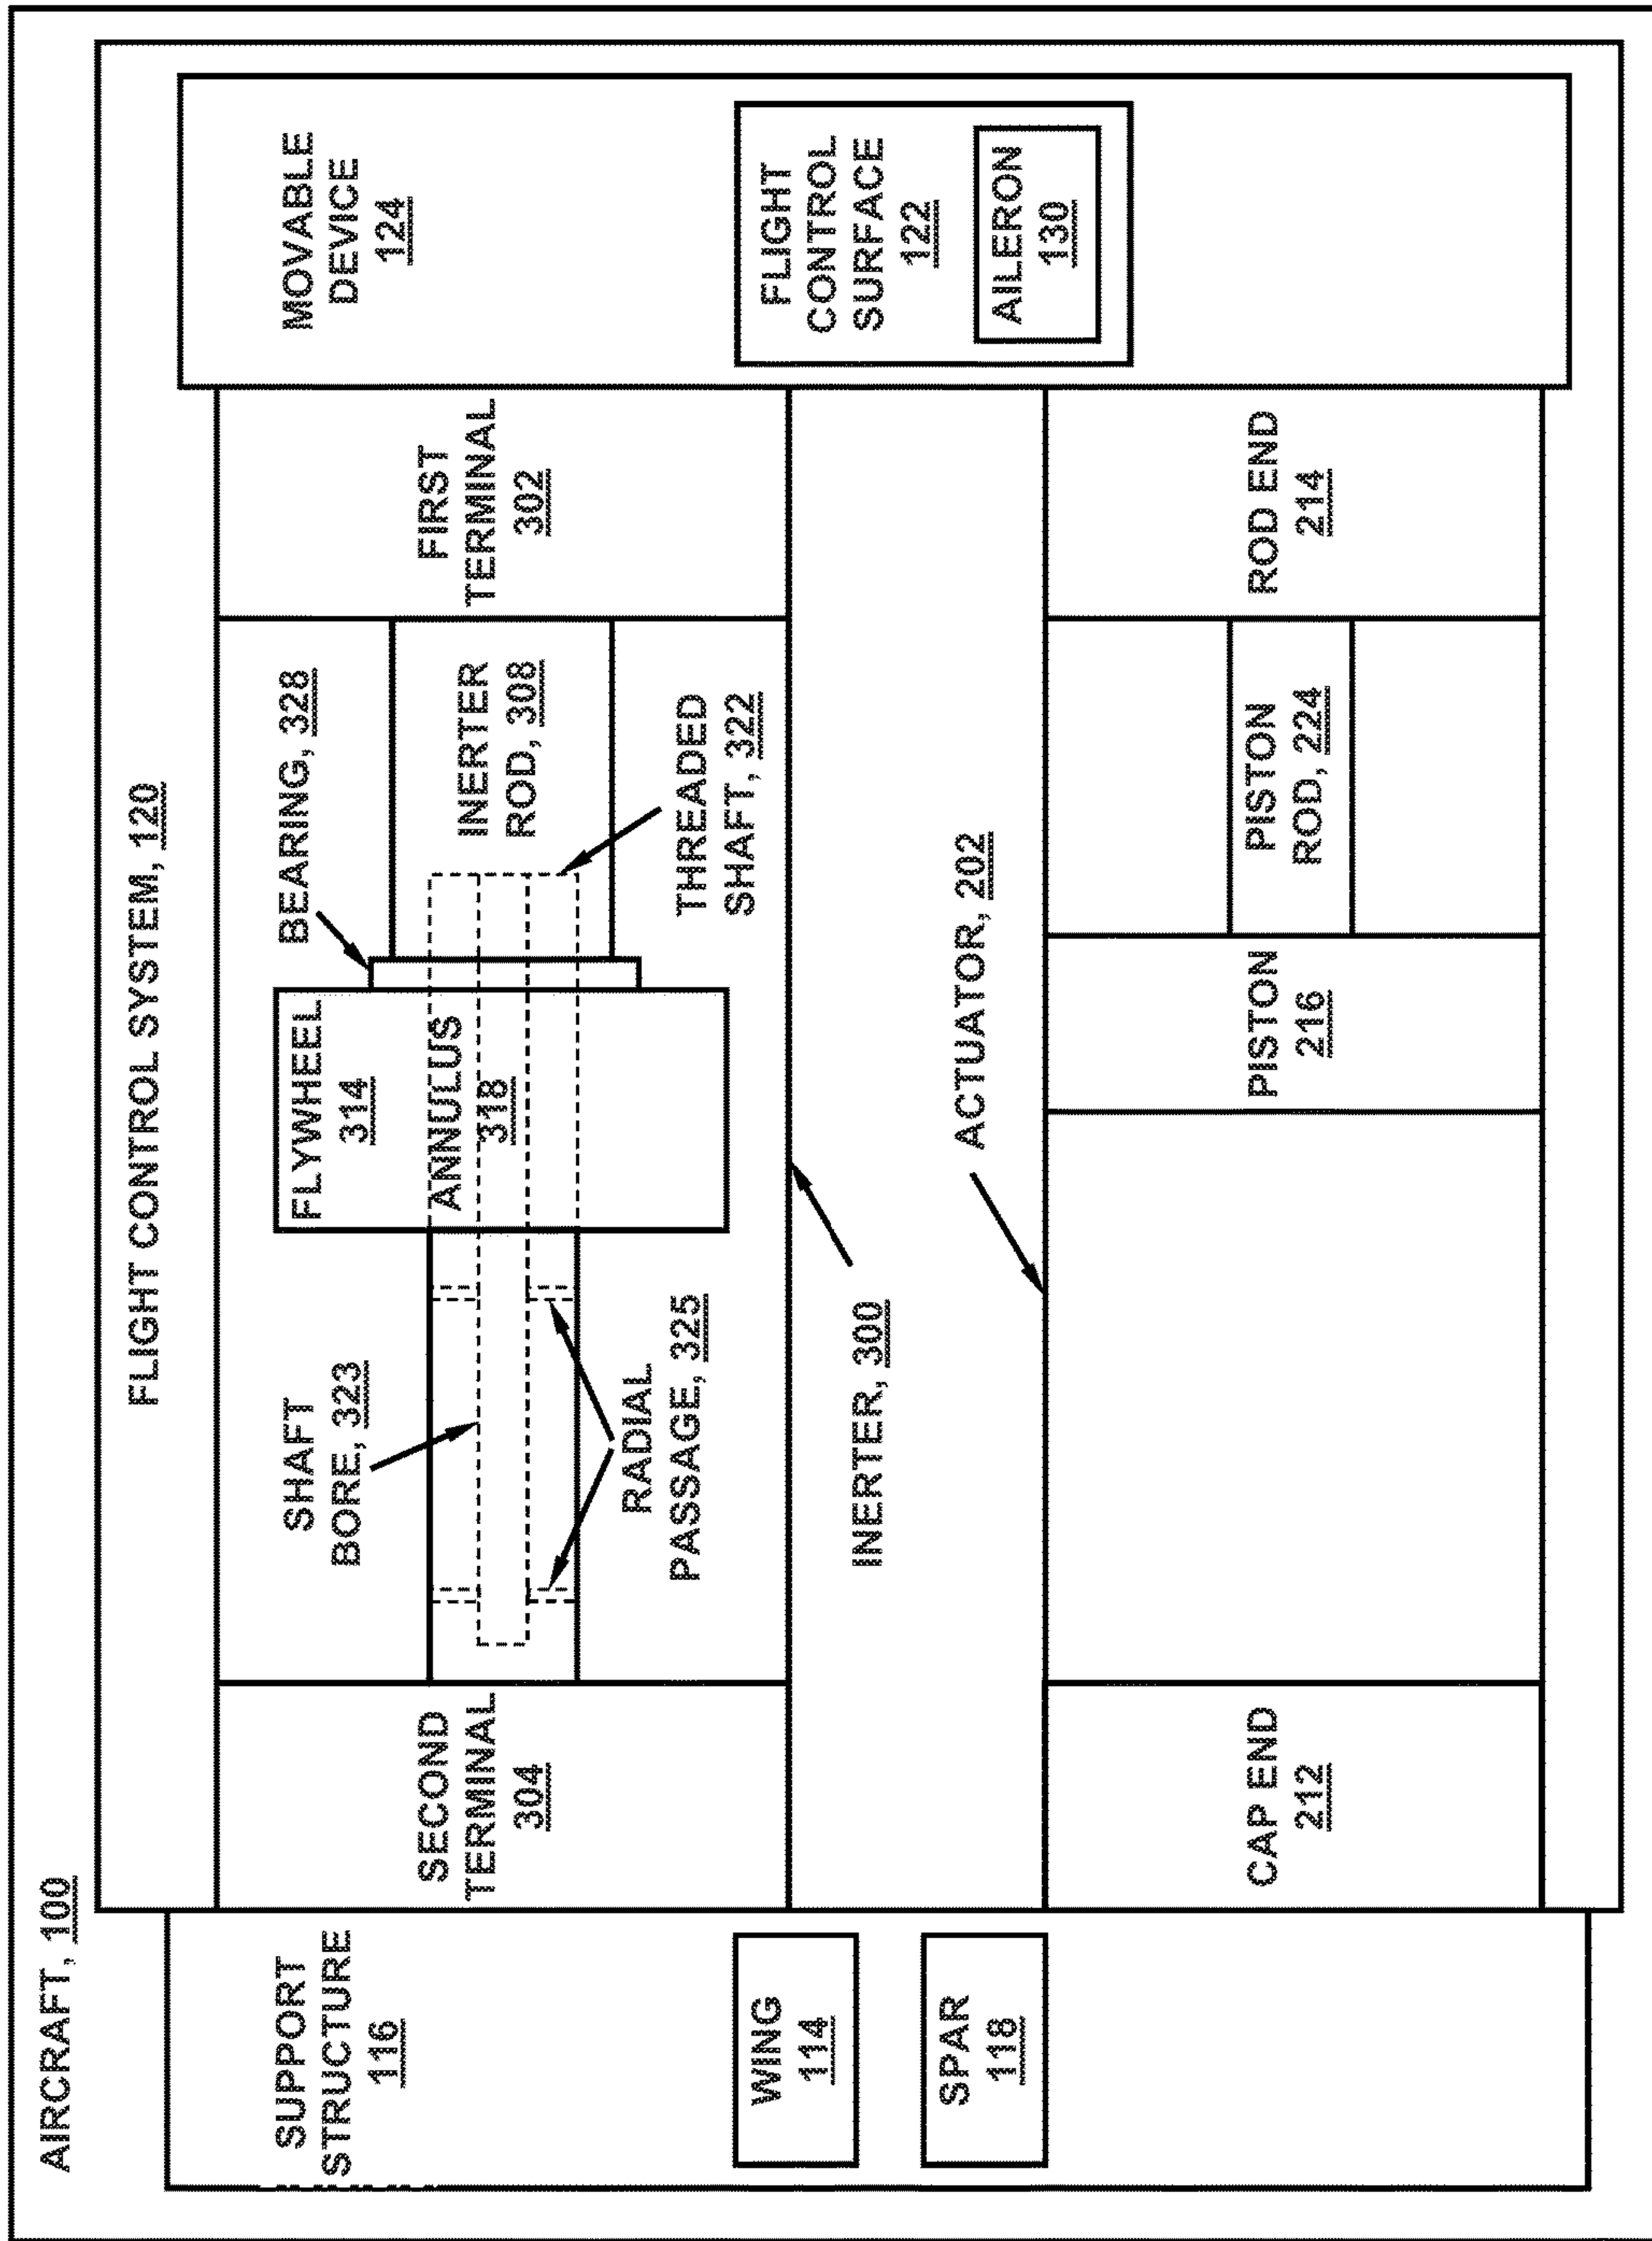 AIRCRAFT, 100
FLIGHT CONTROL SYSTEM, 120
SUPPORT
STRUCTURE
116
WING
114
SPAR
118
SECOND
TERMINAL
304
SHAFT
BORE, 323
RADIAL
PASSAGE, 325
FLYWHEEL
314
ANNULUS
318
BEARING, 328
INERTER
ROD, 308
THREADED
SHAFT, 322
FIRST
TERMINAL
302
MOVABLE
DEVICE
124
FLIGHT
CONTROL
SURFACE
122
AILERON
130
INERTER, 300
ACTUATOR, 202
CAP END
212
PISTON
216
PISTON
ROD, 224
ROD END
214